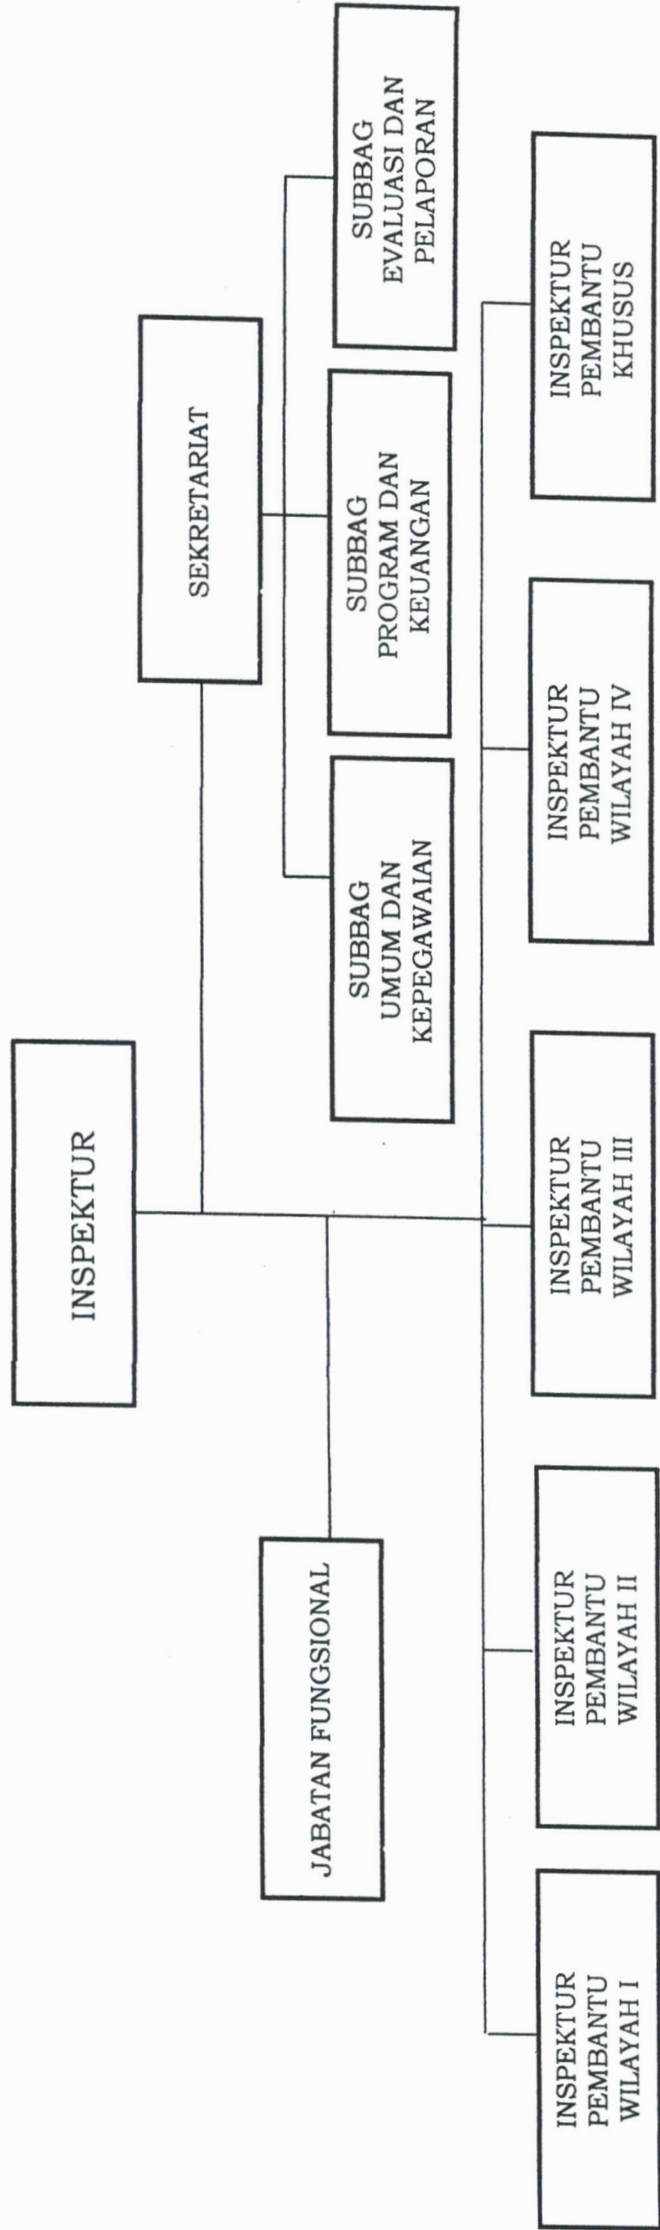 INSPEKTUR
SEKRETARIAT
JABATAN FUNGSIONAL
SUBBAG
UMUM DAN
KEPEGAWAIAN
SUBBAG
PROGRAM DAN
KEUANGAN
SUBBAG
EVALUASI DAN
PELAPORAN
INSPEKTUR
PEMBANTU
WILAYAH I
INSPEKTUR
PEMBANTU
WILAYAH II
INSPEKTUR
PEMBANTU
WILAYAH III
INSPEKTUR
PEMBANTU
WILAYAH IV
INSPEKTUR
PEMBANTU
KHUSUS